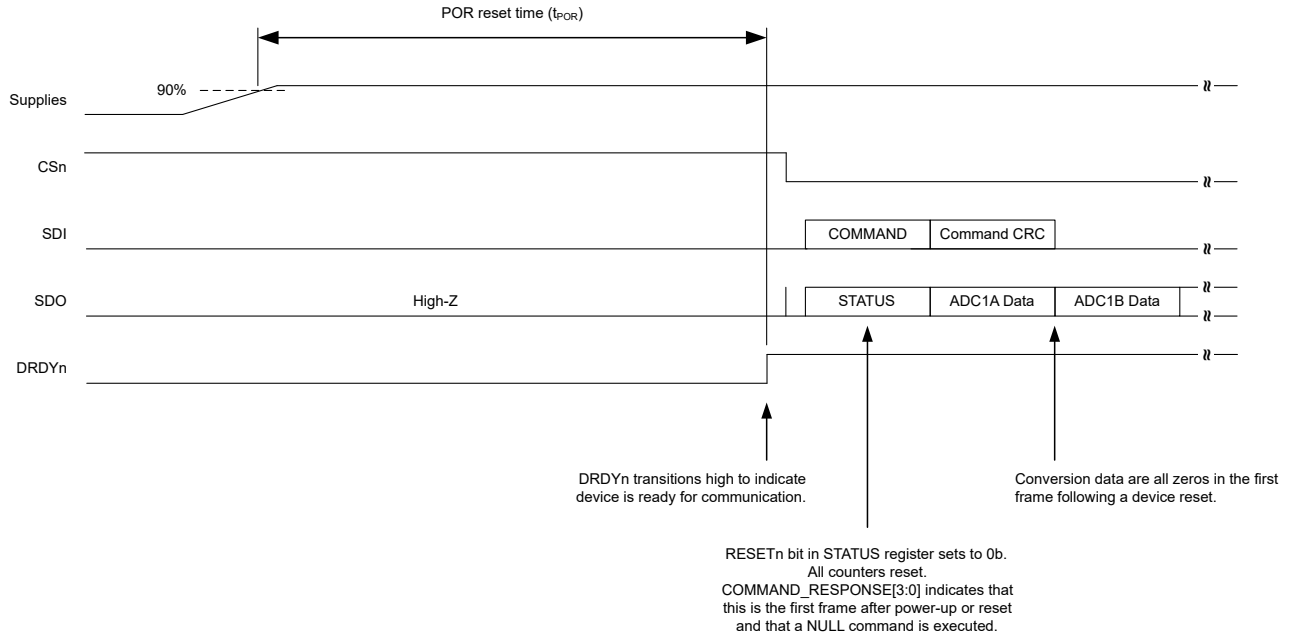 POR reset time (tPOR)
90%
Supplies
CSn
SDI
COMMAND
Command CRC
SDO
High-Z
STATUS
ADC1A Data
ADC1B Data
DRDYn
DRDYn transitions high to indicate
device is ready for communication.
Conversion data are all zeros in the first
frame following a device reset.
RESETn bit in STATUS register sets to 0b.
All counters reset.
COMMAND_RESPONSE[3:0] indicates that
this is the first frame after power-up or reset
and that a NULL command is executed.